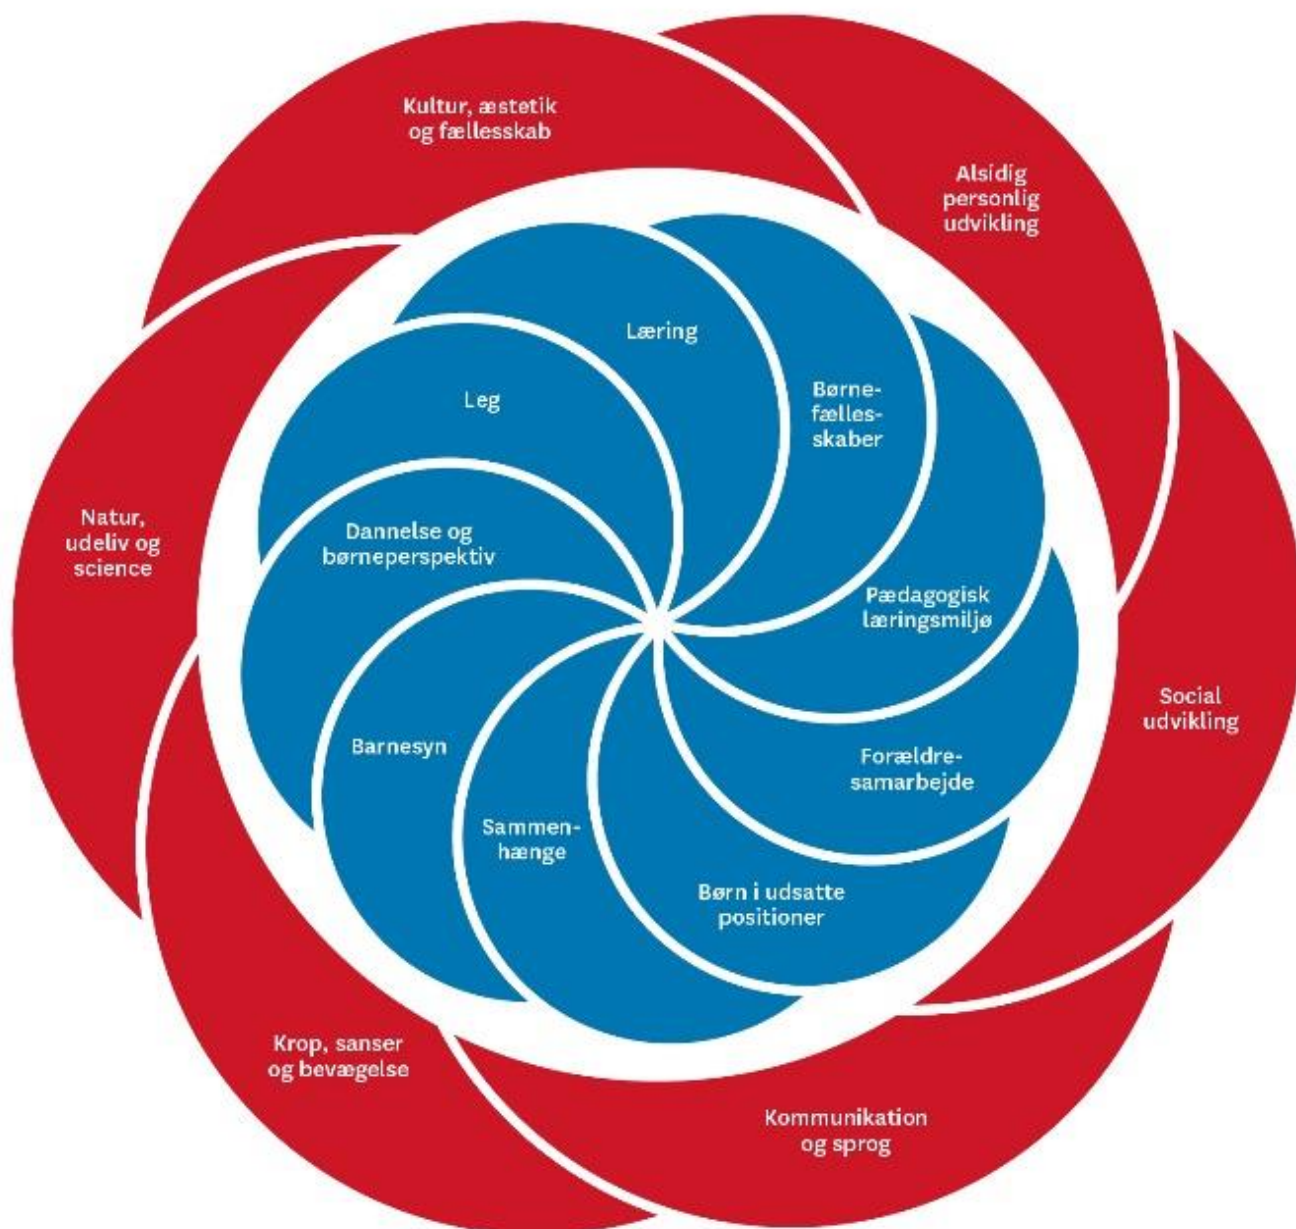 Kultur, æstetik
og fællesskab
Alsidig
personlig
udvikling
Læring
Leg
Børne-
fælles-
skaber
Natur,
udeliv og
science
Dannelse og
børneperspektiv
Pædagogisk
læringsmiljø
Social
udvikling
Barnesyn
Forældre-
samarbejde
Sammen-
hænge
Børn i udsatte
positioner
Krop, sanser
og bevægelse
Kommunikation
og sprog